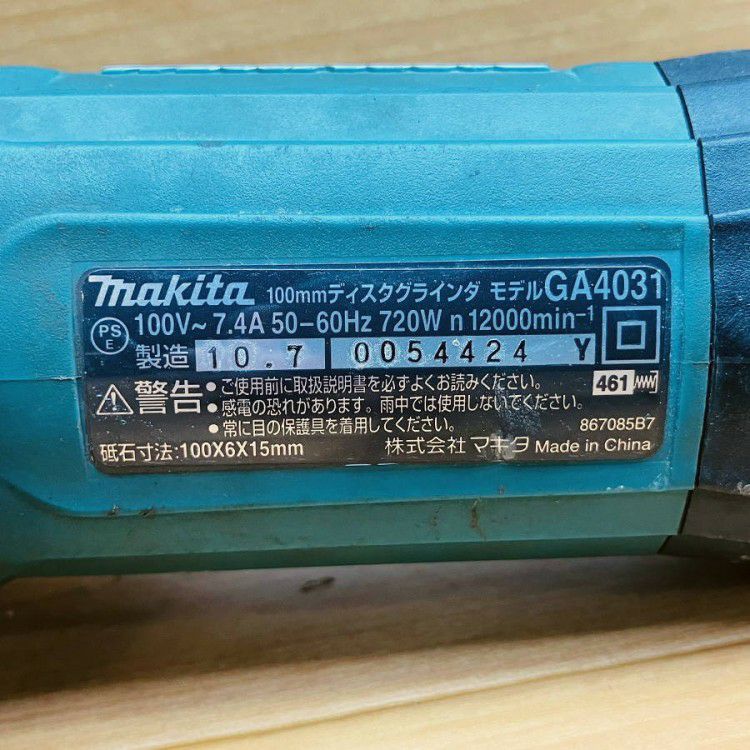 makita 100mmディスクグラインダ モデルGA4031
PS E 100V~ 7.4A 50-60Hz 720W n 12000min-1
製造 10.7 0054424 Y
警告 ●ご使用前に取扱説明書を必ずよくお読みください。
●感電の恐れがあります。雨中では使用しないでください。
●常に目の保護具を着用してください。
461
867085B7
砥石寸法:100X6X15mm 株式会社 マキタ Made in China